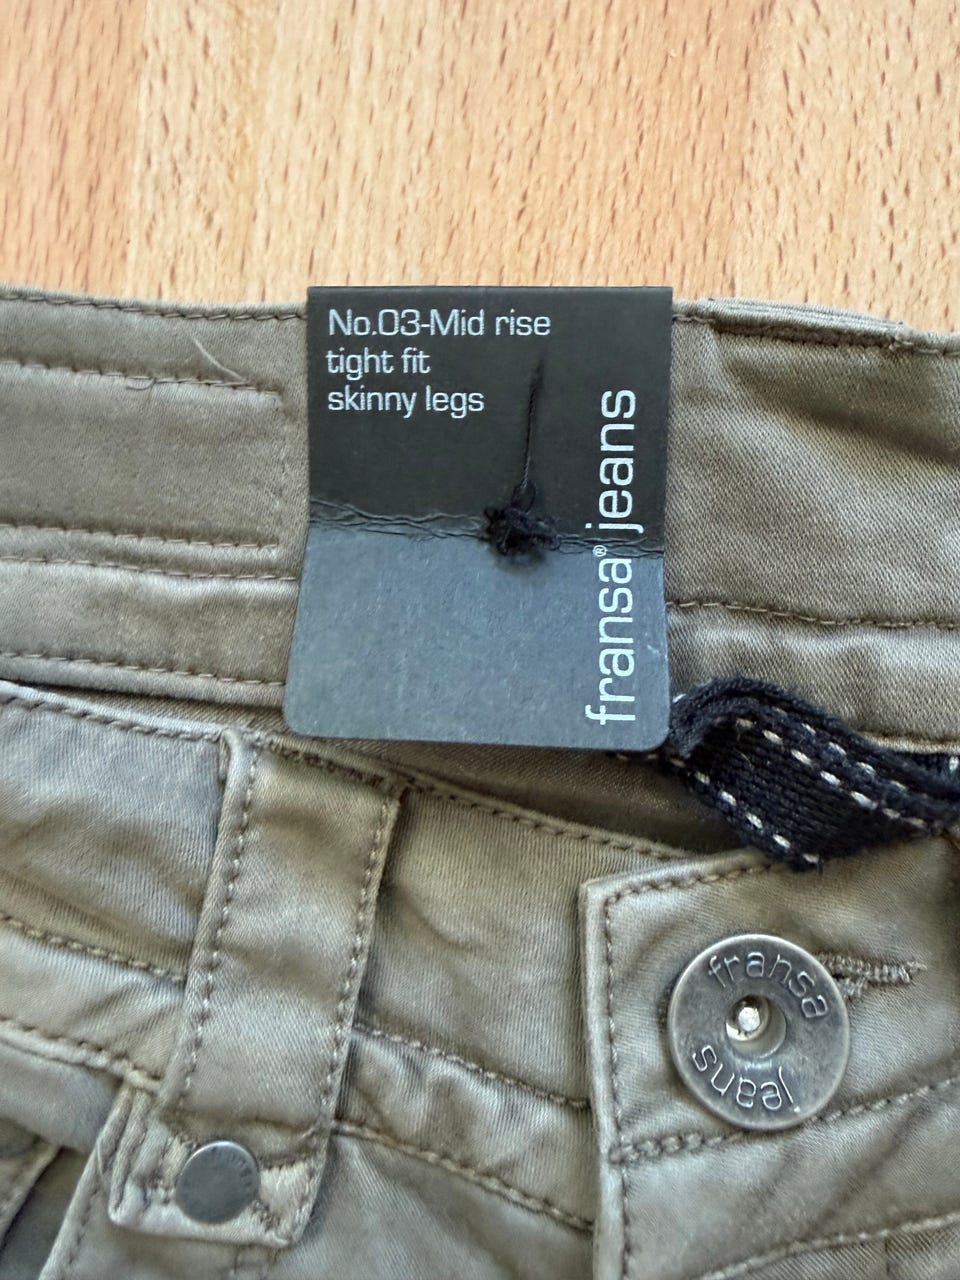 No.03-Mid rise
tight fit
skinny legs
fransa® jeans
fransa
jeans